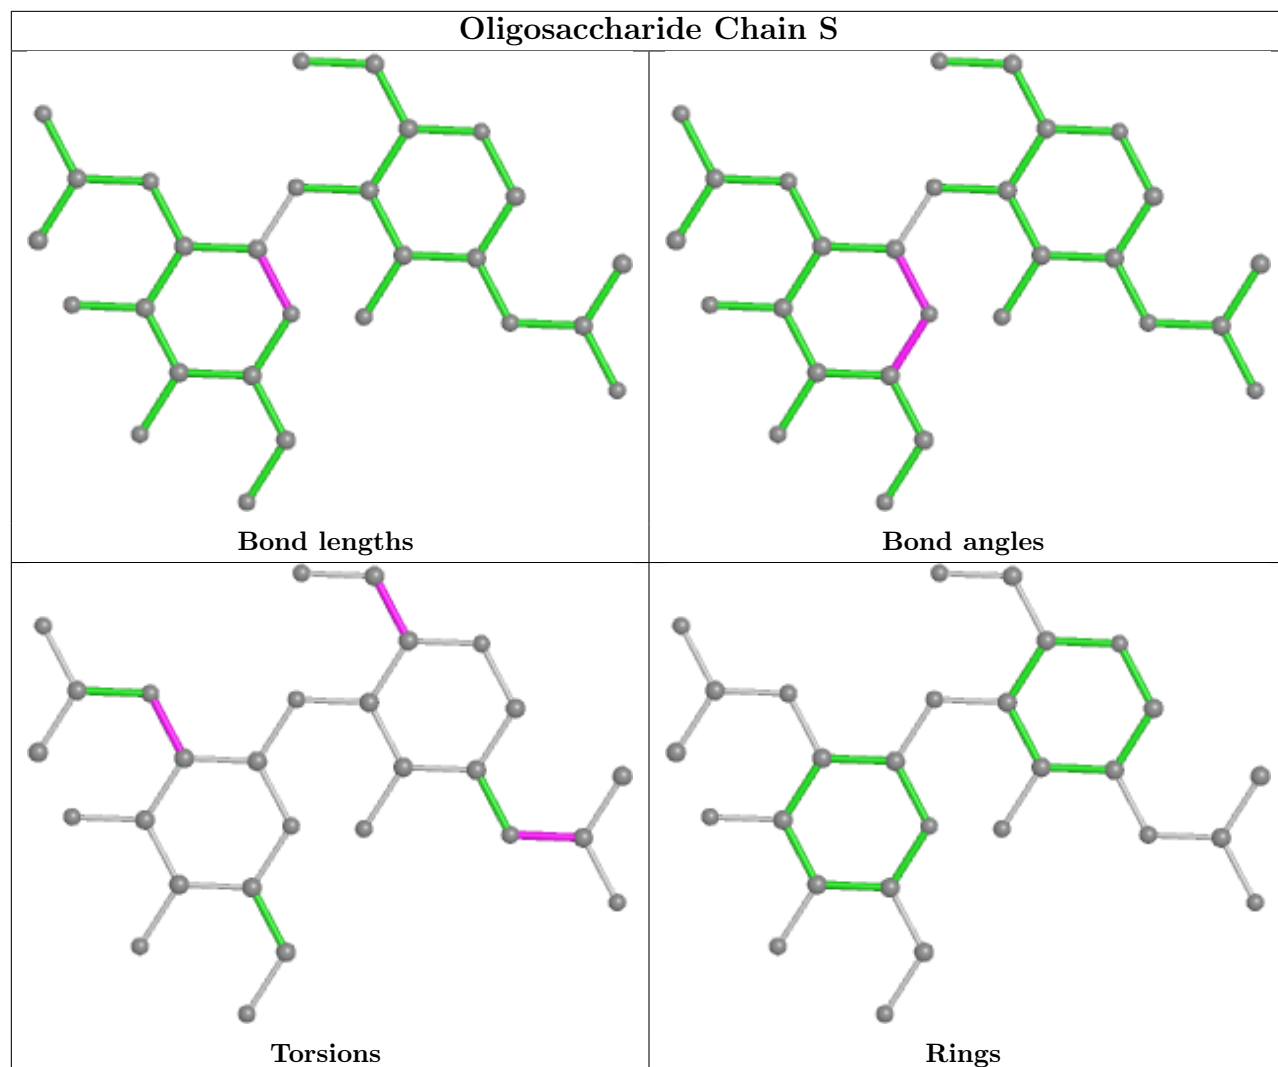 Oligosaccharide Chain S
Bond lengths
Bond angles
Torsions
Rings